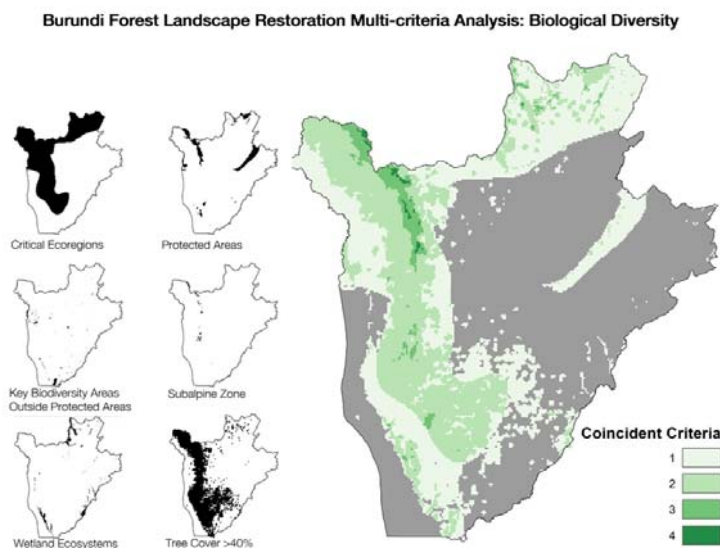 Burundi Forest Landscape Restoration Multi-criteria Analysis: Biological Diversity
Critical Ecoregions
Protected Areas
Key Biodiversity Areas
Outside Protected Areas
Subalpine Zone
Wetland Ecosystems
Tree Cover >40%
Coincident Criteria
1
2
3
4